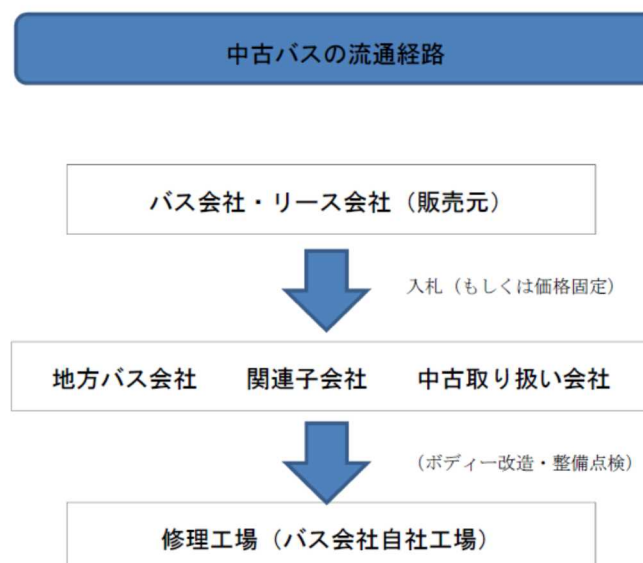 中古バスの流通経路
バス会社・リース会社（販売元）
入札（もしくは価格固定）
地方バス会社　　関連子会社　　中古取り扱い会社
（ボディー改造・整備点検）
修理工場（バス会社自社工場）